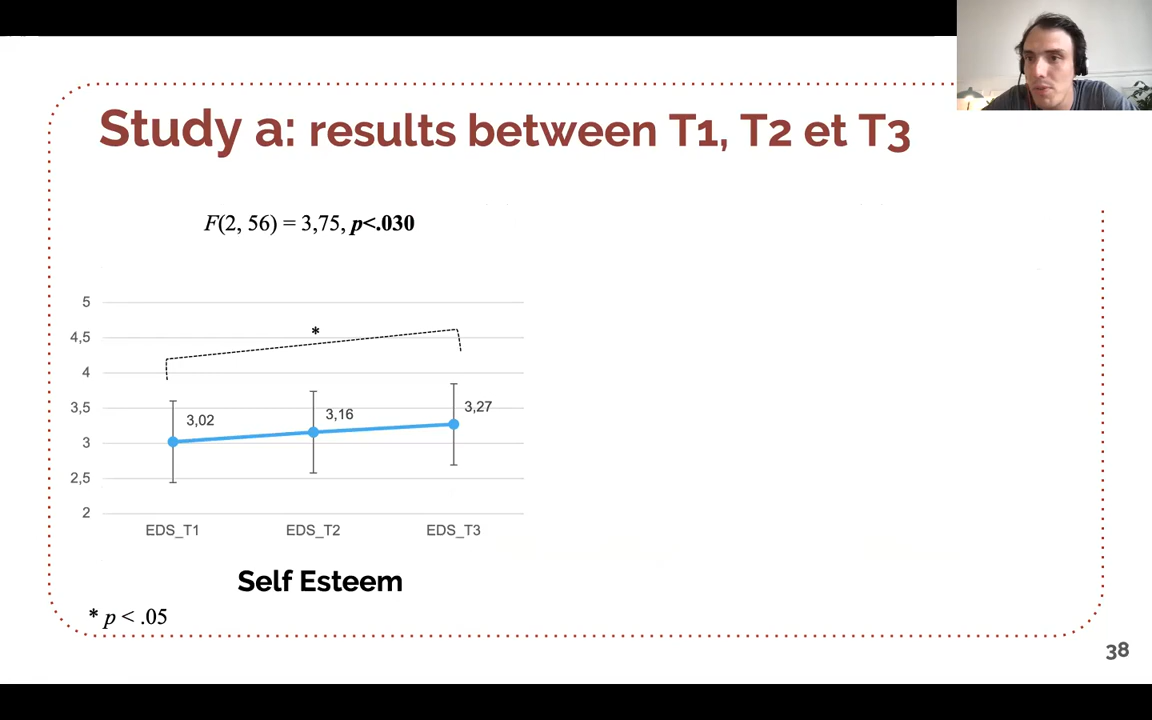 Study a: results between T1, T2 et T3
F(2, 56) = 3,75, p<.030
5
4,5
4
3,5
3
2,5
2
*
3,02
3,16
3,27
EDS_T1
EDS_T2
EDS_T3
Self Esteem
* p < .05
38